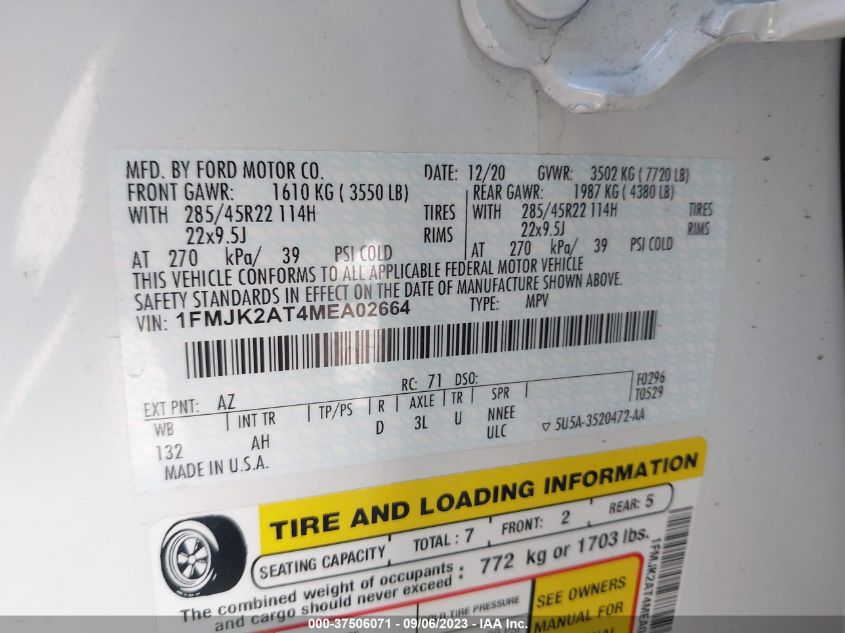 MFD. BY FORD MOTOR CO. DATE: 12/20 GVWR: 3502 KG ( 7720 LB)
FRONT GAWR: 1610 KG ( 3550 LB) REAR GAWR: 1987 KG ( 4380 LB)
WITH 285/45R22 114H TIRES WITH 285/45R22 114H TIRES
22x9.5J RIMS 22x9.5J RIMS
AT 270 kPa/ 39 PSI COLD AT 270 kPa/ 39 PSI COLD
THIS VEHICLE CONFORMS TO ALL APPLICABLE FEDERAL MOTOR VEHICLE
SAFETY STANDARDS IN EFFECT ON THE DATE OF MANUFACTURE SHOWN ABOVE.
VIN: 1FMJK2AT4MEA02664 TYPE: MPV
EXT PNT: AZ RC: 71 DSO: F0296
T0529
WB INT TR TP/PS R AXLE TR SPR
132 AH D 3L U NNEE
ULC ▽ 5U5A-3520472-AA
MADE IN U.S.A.
TIRE AND LOADING INFORMATION
SEATING CAPACITY TOTAL : 7 FRONT: 2 REAR: 5
The combined weight of occupants : 772 kg or 1703 lbs.
and cargo should never exceed
TIRE PRESSURE
SEE OWNERS
MANUAL FOR
1FMJK2AT4MEA0
000-37506071 - 09/06/2023 - IAA Inc.